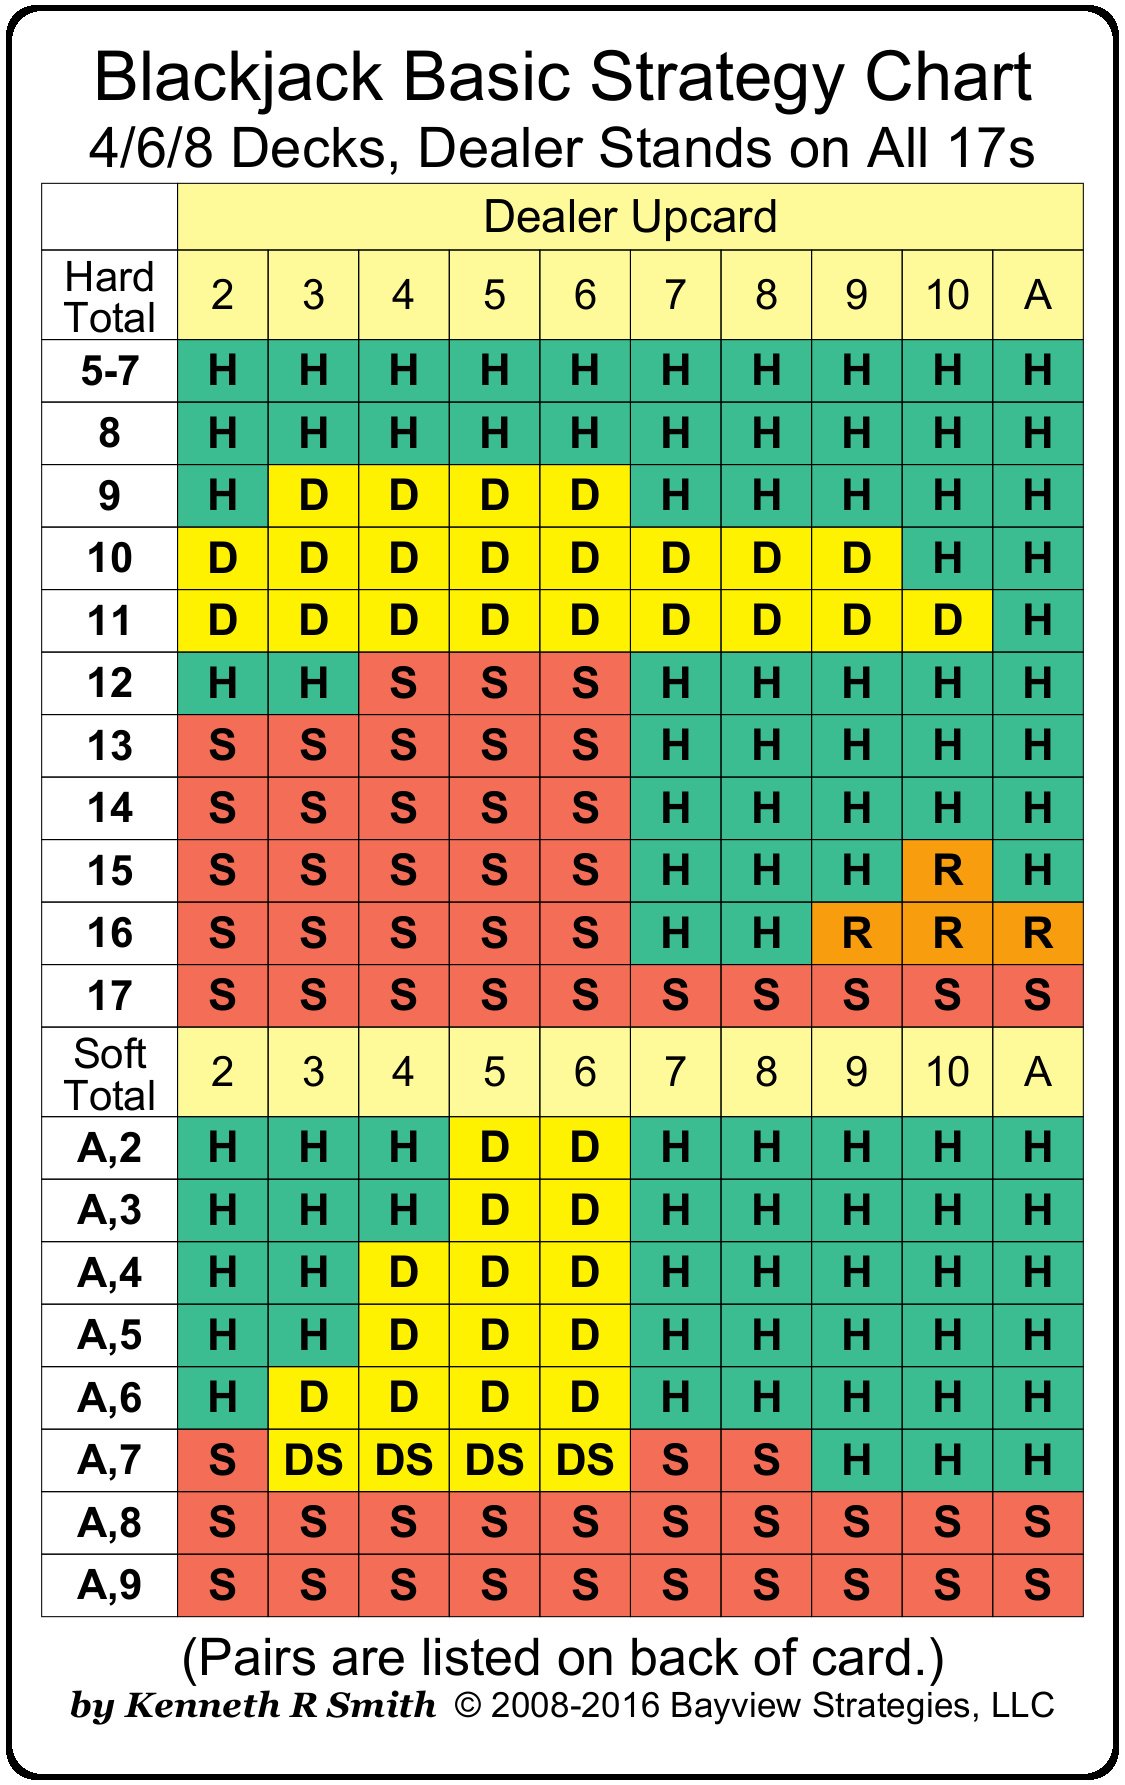 Blackjack Basic Strategy Chart
4/6/8 Decks, Dealer Stands on All 17s
Dealer Upcard
Hard Total 2 3 4 5 6 7 8 9 10 A
5-7 H H H H H H H H H H
8 H H H H H H H H H H
9 H D D D D H H H H H
10 D D D D D D D D H H
11 D D D D D D D D D H
12 H H S S S H H H H H
13 S S S S S H H H H H
14 S S S S S H H H H H
15 S S S S S H H H R H
16 S S S S S H H R R R
17 S S S S S S S S S S
Soft Total 2 3 4 5 6 7 8 9 10 A
A,2 H H H D D H H H H H
A,3 H H H D D H H H H H
A,4 H H D D D H H H H H
A,5 H H D D D H H H H H
A,6 H D D D D H H H H H
A,7 S DS DS DS DS S S H H H
A,8 S S S S S S S S S S
A,9 S S S S S S S S S S
(Pairs are listed on back of card.)
by Kenneth R Smith © 2008-2016 Bayview Strategies, LLC